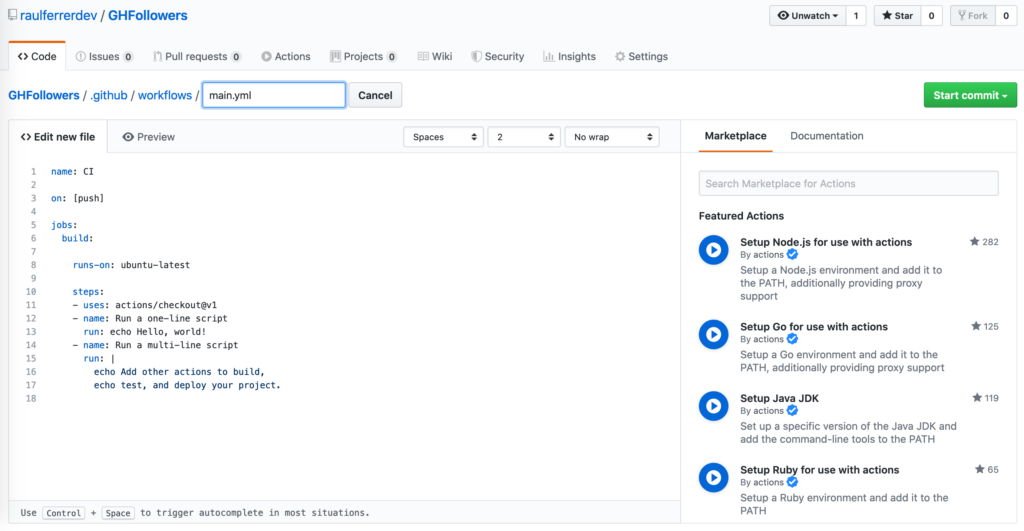 raulferrerdev / GHFollowers
Unwatch 1 Star 0 Fork 0
Code Issues 0 Pull requests 0 Actions Projects 0 Wiki Security Insights Settings
GHFollowers / .github / workflows / main.yml Cancel Start commit
<> Edit new file Preview Spaces 2 No wrap
Marketplace Documentation
1 name: CI
2
3 on: [push]
4
5 jobs:
6 build:
7
8 runs-on: ubuntu-latest
9
10 steps:
11 - uses: actions/checkout@v1
12 - name: Run a one-line script
13 run: echo Hello, world!
14 - name: Run a multi-line script
15 run: |
16 echo Add other actions to build,
17 echo test, and deploy your project.
18
Use Control + Space to trigger autocomplete in most situations.
Search Marketplace for Actions
Featured Actions
Setup Node.js for use with actions 282
By actions
Setup a Node.js environment and add it to
the PATH, additionally providing proxy
support
Setup Go for use with actions 125
By actions
Setup a Go environment and add it to the
PATH, additionally providing proxy support
Setup Java JDK 119
By actions
Set up a specific version of the Java JDK and
add the command-line tools to the PATH
Setup Ruby for use with actions 65
By actions
Setup a Ruby environment and add it to the
PATH